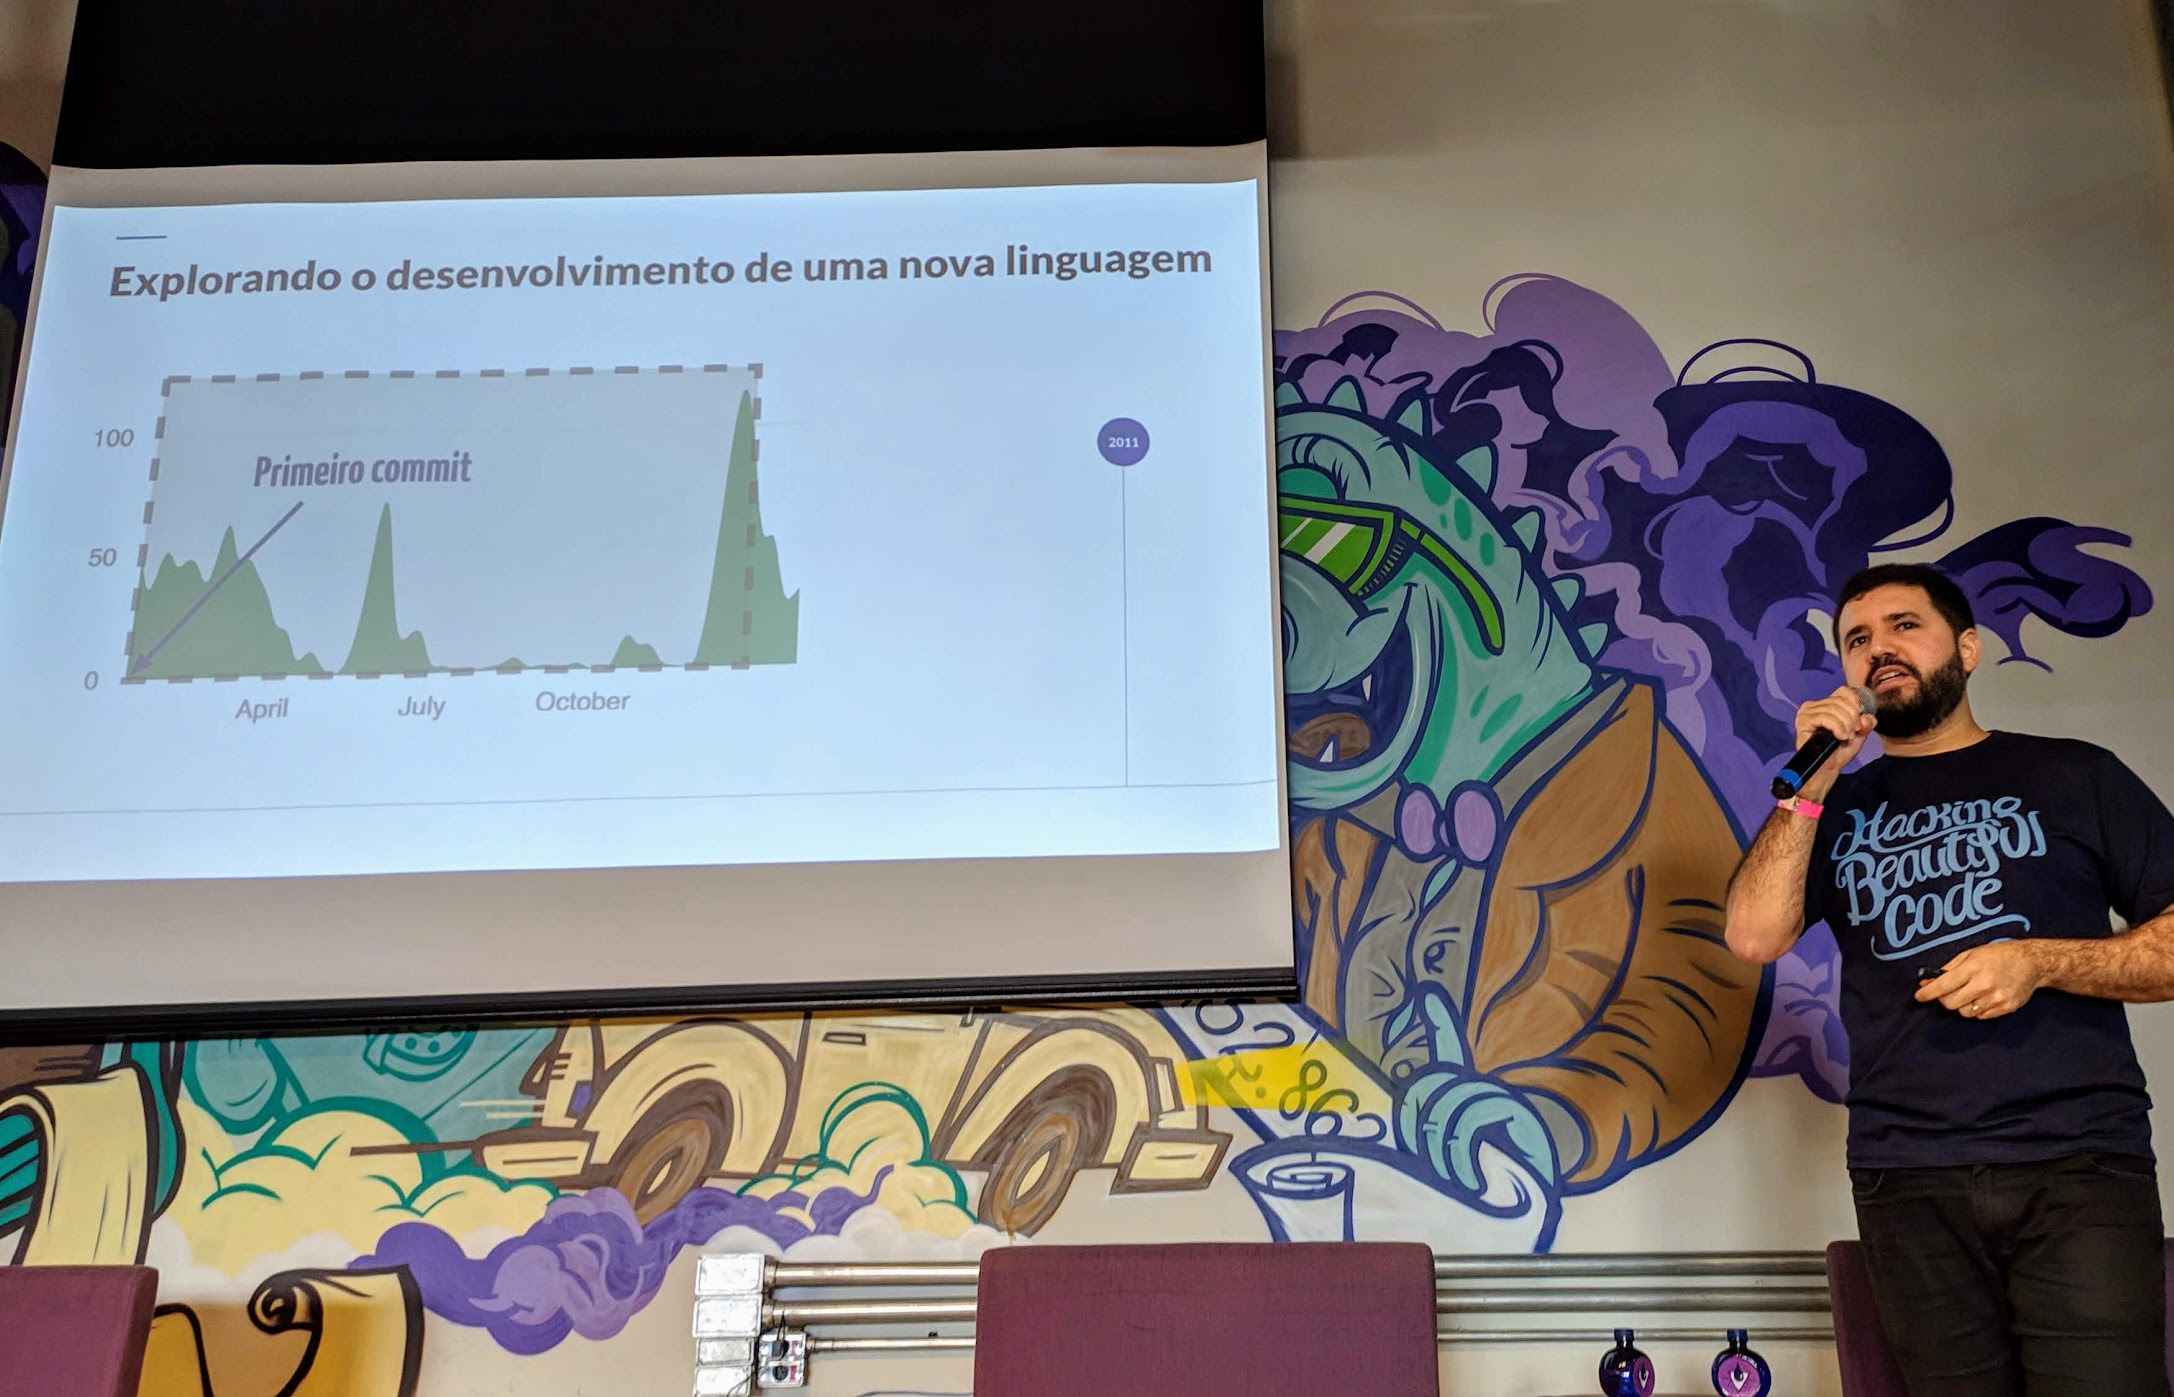 Explorando o desenvolvimento de uma nova linguagem
Primeiro commit
100
50
0
April
July
October
2011
Hacking
Beautiful
Code